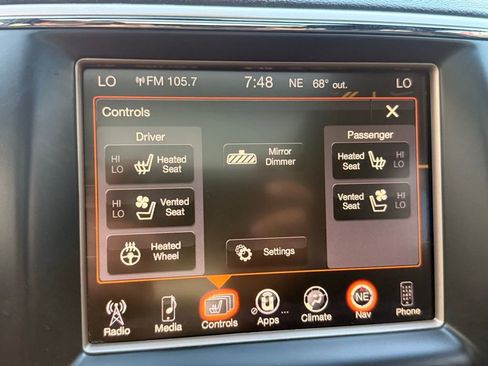 LO FM 105.7 7:48 NE 68° out. LO
Controls
Driver
HI
LO
Heated
Seat
HI
LO
Vented
Seat
Heated
Wheel
Mirror
Dimmer
Settings
Passenger
Heated
Seat
HI
LO
Vented
Seat
HI
LO
Radio
Media
Controls
Apps ...
Climate
NE
Nav
Phone